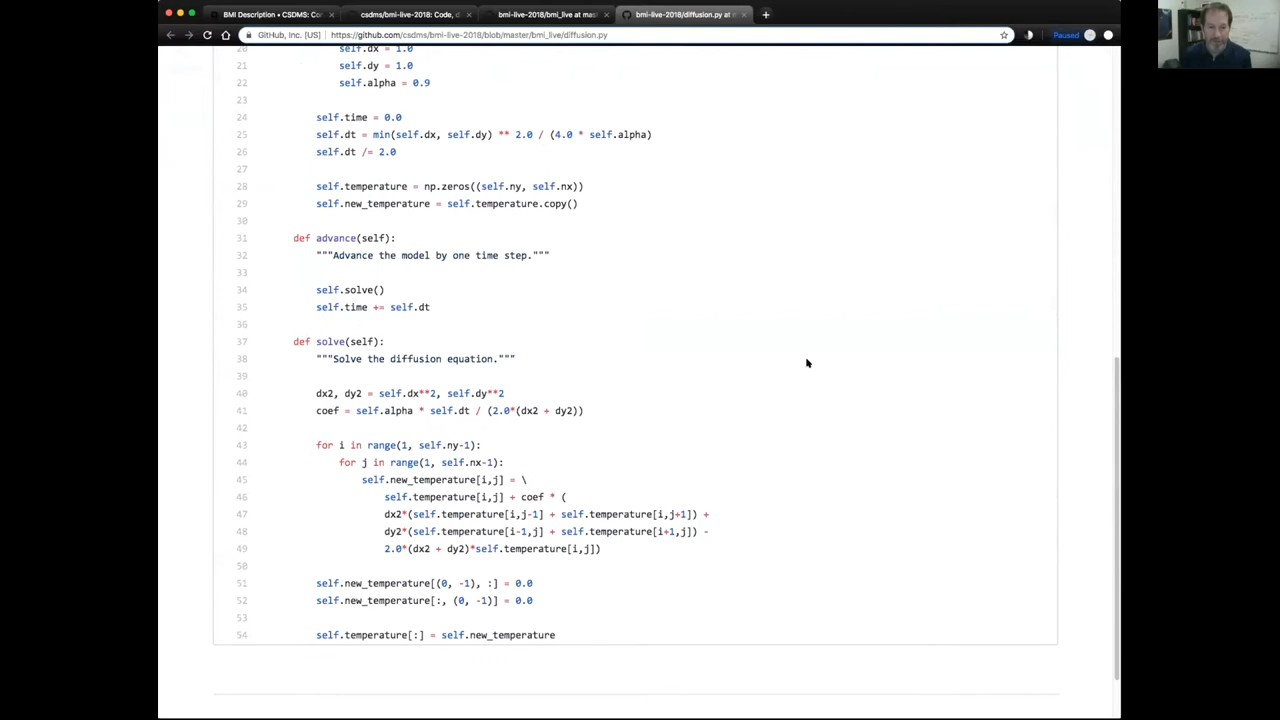 BMI Description • CSDMS: Co
csdms/bmi-live-2018: Code, d
bmi-live-2018/bmi_live at mas
bmi-live-2018/diffusion.py at m
GitHub, Inc. [US] https://github.com/csdms/bmi-live-2018/blob/master/bmi_live/diffusion.py
Paused
20 self.dx = 1.0
21 self.dy = 1.0
22 self.alpha = 0.9
23
24 self.time = 0.0
25 self.dt = min(self.dx, self.dy) ** 2.0 / (4.0 * self.alpha)
26 self.dt /= 2.0
27
28 self.temperature = np.zeros((self.ny, self.nx))
29 self.new_temperature = self.temperature.copy()
30
31 def advance(self):
32 """Advance the model by one time step."""
33
34 self.solve()
35 self.time += self.dt
36
37 def solve(self):
38 """Solve the diffusion equation."""
39
40 dx2, dy2 = self.dx**2, self.dy**2
41 coef = self.alpha * self.dt / (2.0*(dx2 + dy2))
42
43 for i in range(1, self.ny-1):
44 for j in range(1, self.nx-1):
45 self.new_temperature[i,j] = \
46 self.temperature[i,j] + coef * (
47 dx2*(self.temperature[i,j-1] + self.temperature[i,j+1]) +
48 dy2*(self.temperature[i-1,j] + self.temperature[i+1,j]) -
49 2.0*(dx2 + dy2)*self.temperature[i,j])
50
51 self.new_temperature[(0, -1), :] = 0.0
52 self.new_temperature[:, (0, -1)] = 0.0
53
54 self.temperature[:] = self.new_temperature